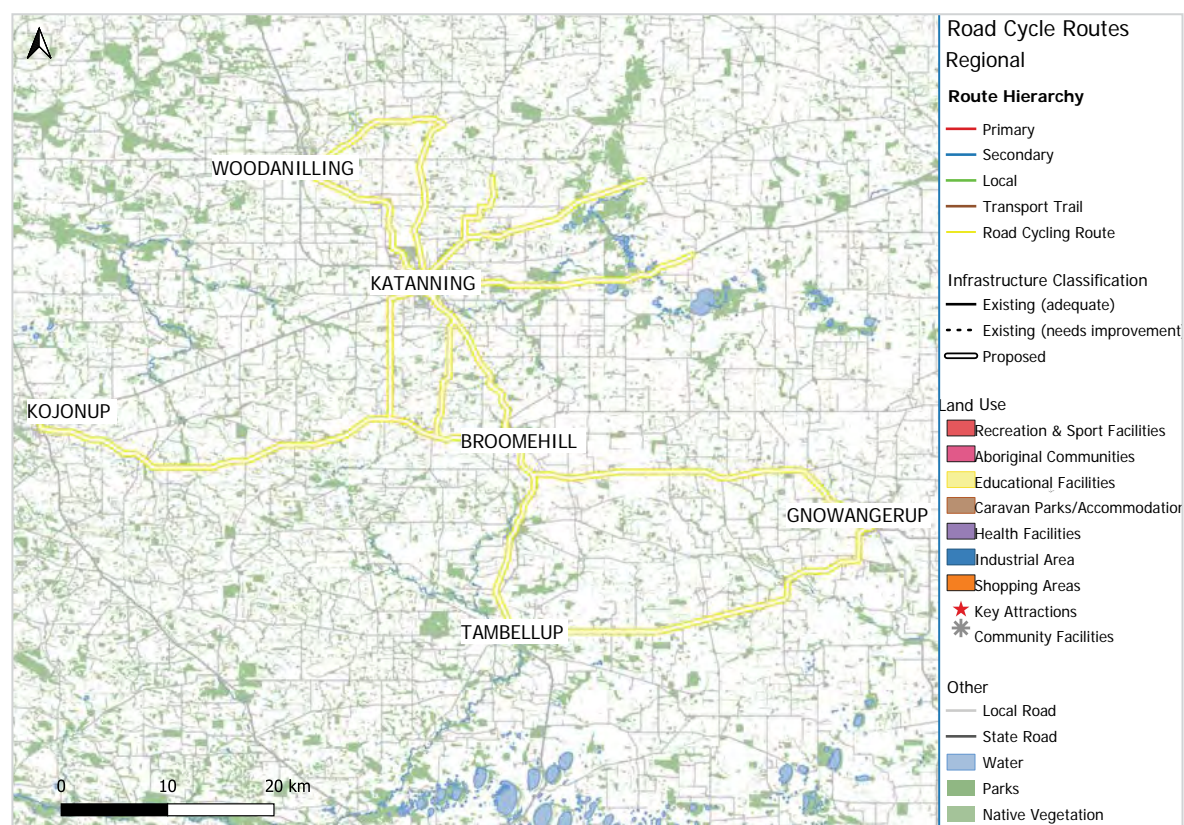 WOODANILLING
KATANNING
KOJONUP
BROOMEHILL
GNOWANGERUP
TAMBELLUP
0 10 20 km
Road Cycle Routes
Regional
Route Hierarchy
Primary
Secondary
Local
Transport Trail
Road Cycling Route
Infrastructure Classification
Existing (adequate)
Existing (needs improvement
Proposed
Land Use
Recreation & Sport Facilities
Aboriginal Communities
Educational Facilities
Caravan Parks/Accommodation
Health Facilities
Industrial Area
Shopping Areas
Key Attractions
Community Facilities
Other
Local Road
State Road
Water
Parks
Native Vegetation